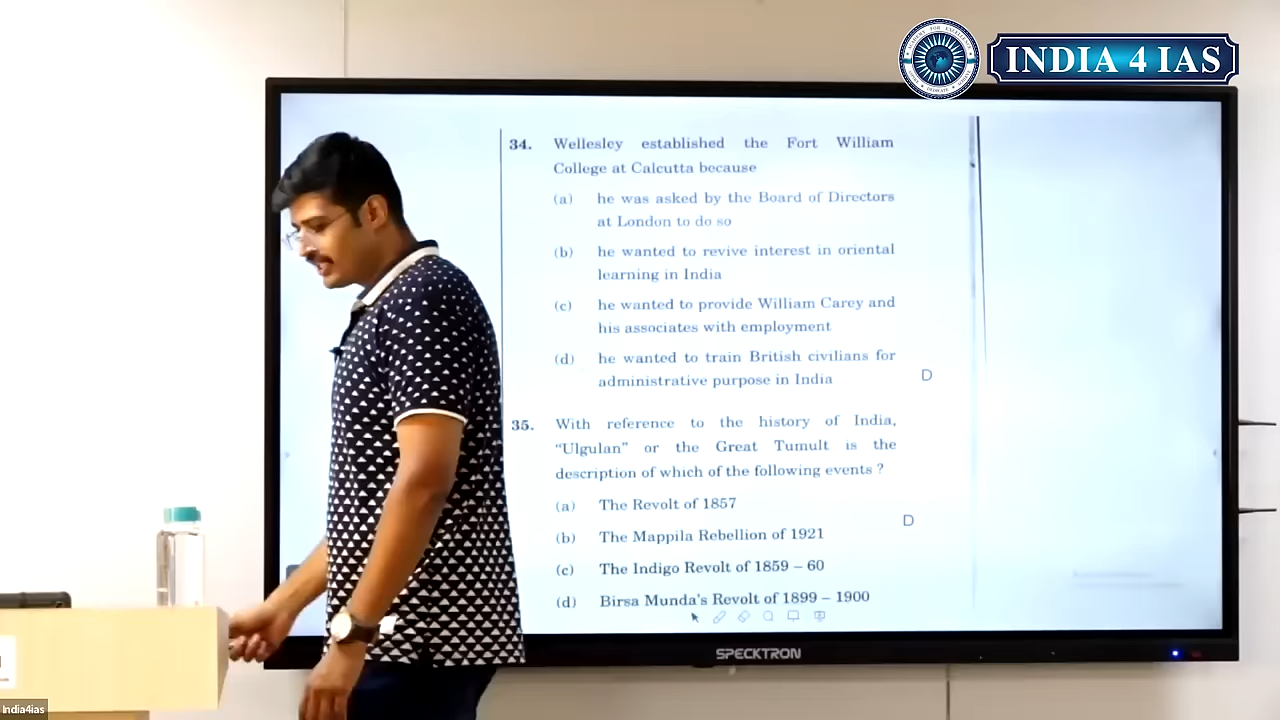 INDIA 4 IAS
34. Wellesley established the Fort William
College at Calcutta because
(a) he was asked by the Board of Directors
at London to do so
(b) he wanted to revive interest in oriental
learning in India
(c) he wanted to provide William Carey and
his associates with employment
(d) he wanted to train British civilians for
administrative purpose in India
D
35. With reference to the history of India,
“Ulgulan” or the Great Tumult is the
description of which of the following events ?
(a) The Revolt of 1857
D
(b) The Mappila Rebellion of 1921
(c) The Indigo Revolt of 1859 – 60
(d) Birsa Munda's Revolt of 1899 – 1900
SPECKTRON
India4ias